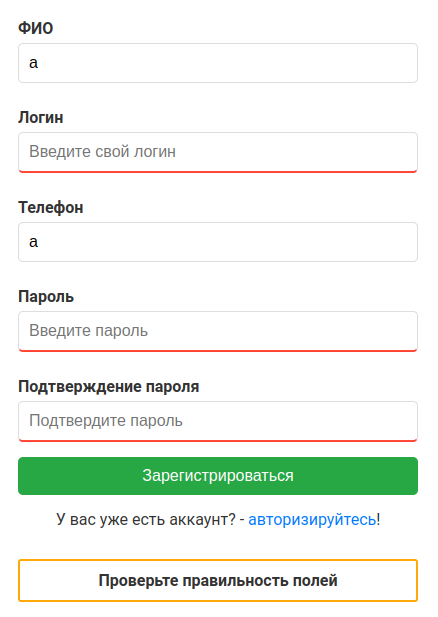 ФИО
а
Логин
Введите свой логин
Телефон
а
Пароль
Введите пароль
Подтверждение пароля
Подтвердите пароль
Зарегистрироваться
У вас уже есть аккаунт? - авторизируйтесь!
Проверьте правильность полей